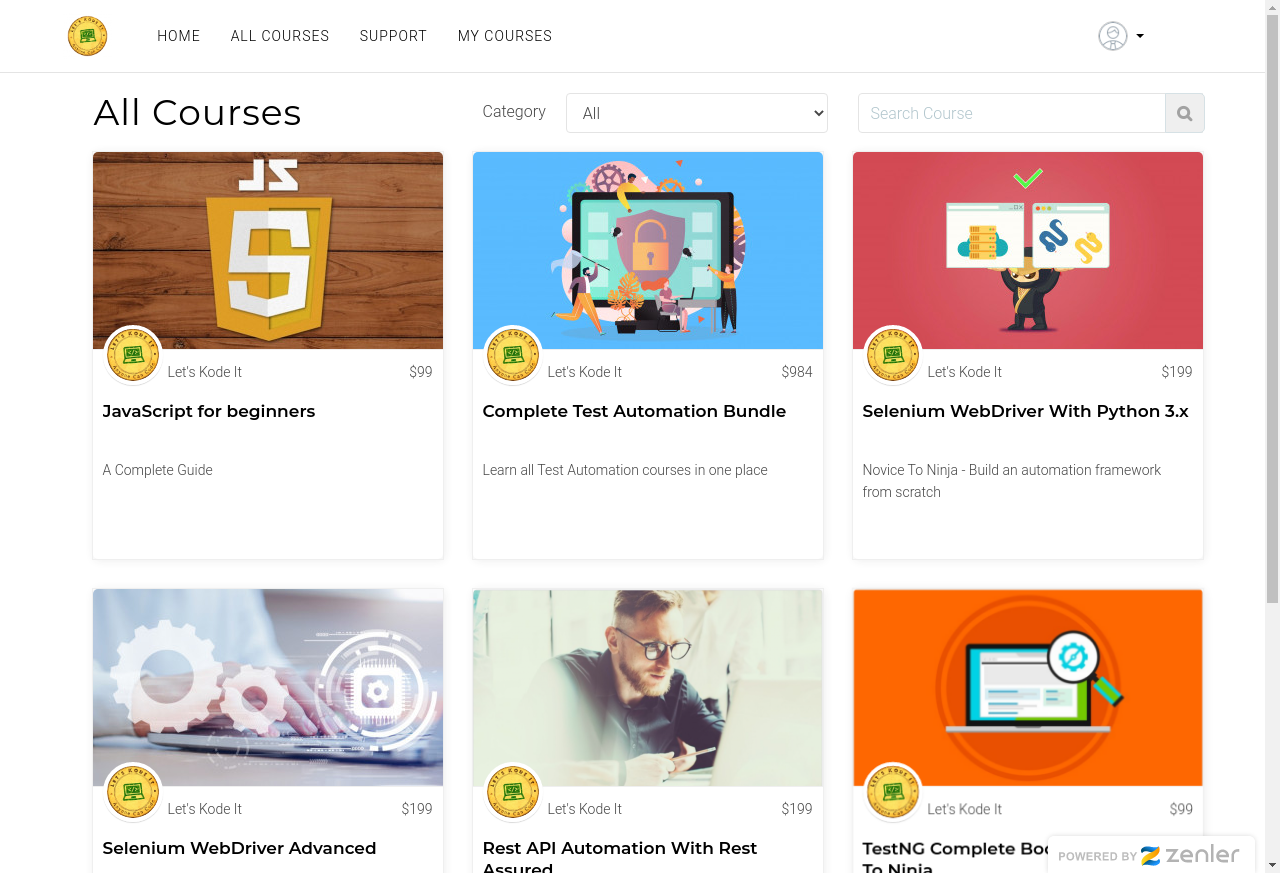 HOME ALL COURSES SUPPORT MY COURSES
All Courses
Category
All
Search Course
JS
Let's Kode It $99
JavaScript for beginners
A Complete Guide
Let's Kode It $984
Complete Test Automation Bundle
Learn all Test Automation courses in one place
Let's Kode It $199
Selenium WebDriver With Python 3.x
Novice To Ninja - Build an automation framework
from scratch
Let's Kode It $199
Selenium WebDriver Advanced
Let's Kode It $199
Rest API Automation With Rest
Assured
Let's Kode It $99
TestNG Complete
To Ninja
POWERED BY zenler